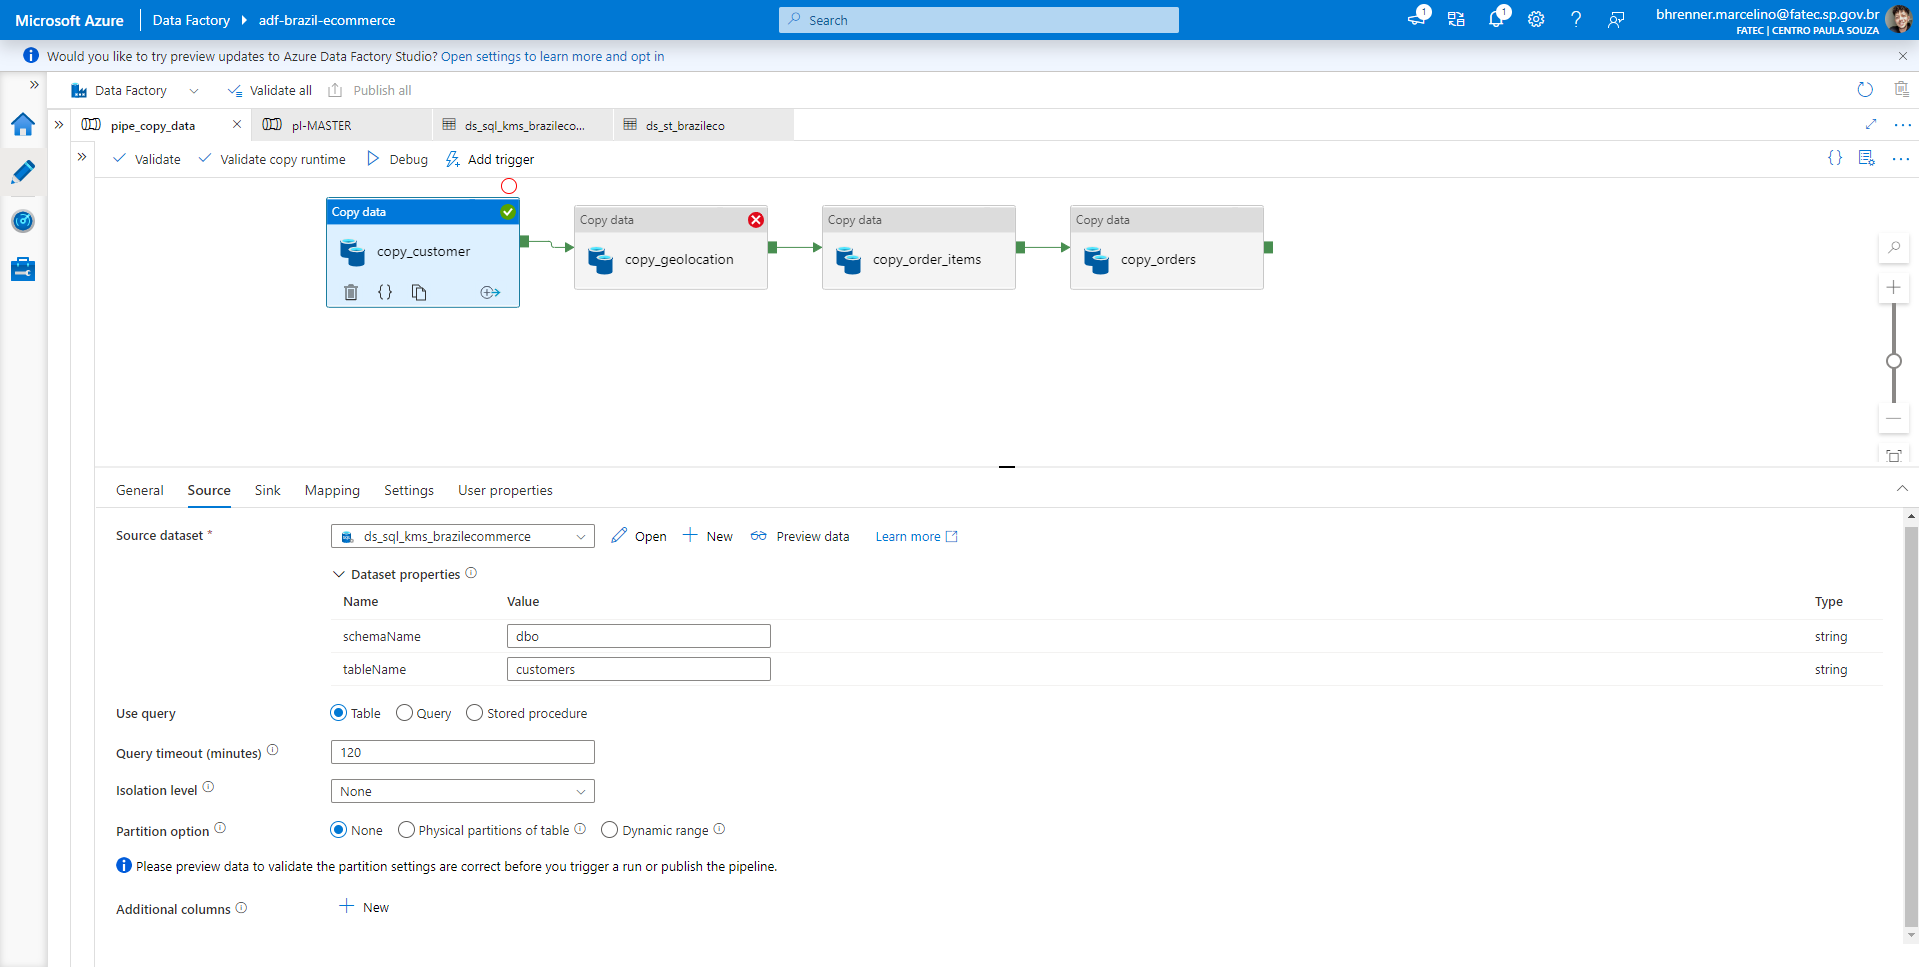 Microsoft Azure
Data Factory
adf-brazil-ecommerce
Search
1
1
bhrenner.marcelino@fatec.sp.gov.br
FATEC | CENTRO PAULA SOUZA
Would you like to try preview updates to Azure Data Factory Studio? Open settings to learn more and opt in
Data Factory
Validate all
Publish all
pipe_copy_data
pl-MASTER
ds_sql_kms_brazileco...
ds_st_brazileco
Validate
Validate copy runtime
Debug
Add trigger
Copy data
copy_customer
Copy data
copy_geolocation
Copy data
copy_order_items
Copy data
copy_orders
General
Source
Sink
Mapping
Settings
User properties
Source dataset *
ds_sql_kms_brazilecommerce
Open
New
Preview data
Learn more
Dataset properties
Name
Value
Type
schemaName
dbo
string
tableName
customers
string
Use query
Table
Query
Stored procedure
Query timeout (minutes)
120
Isolation level
None
Partition option
None
Physical partitions of table
Dynamic range
Please preview data to validate the partition settings are correct before you trigger a run or publish the pipeline.
Additional columns
New